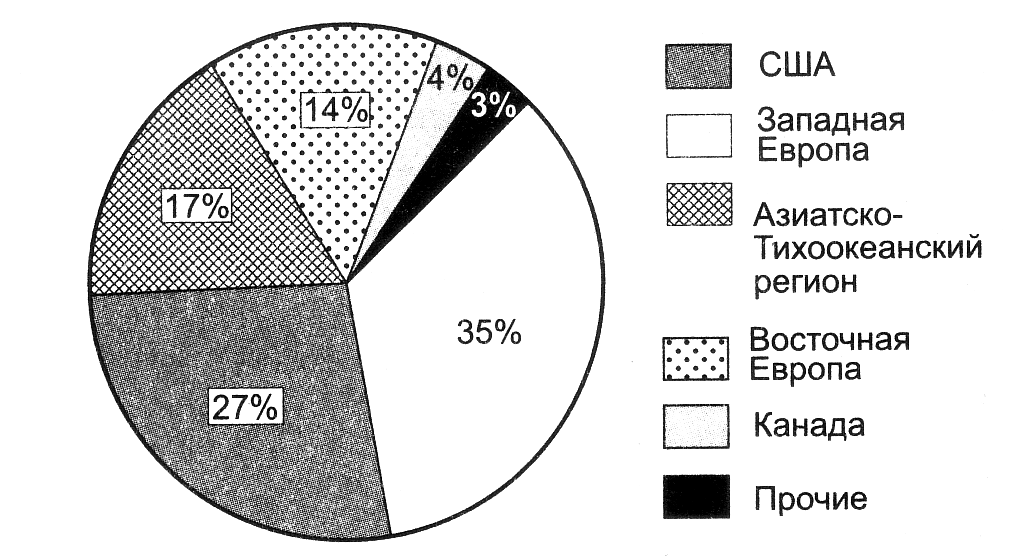 14%
4%
3%
17%
35%
27%
США
Западная
Европа
Азиатско-
Тихоокеанский
регион
Восточная
Европа
Канада
Прочие